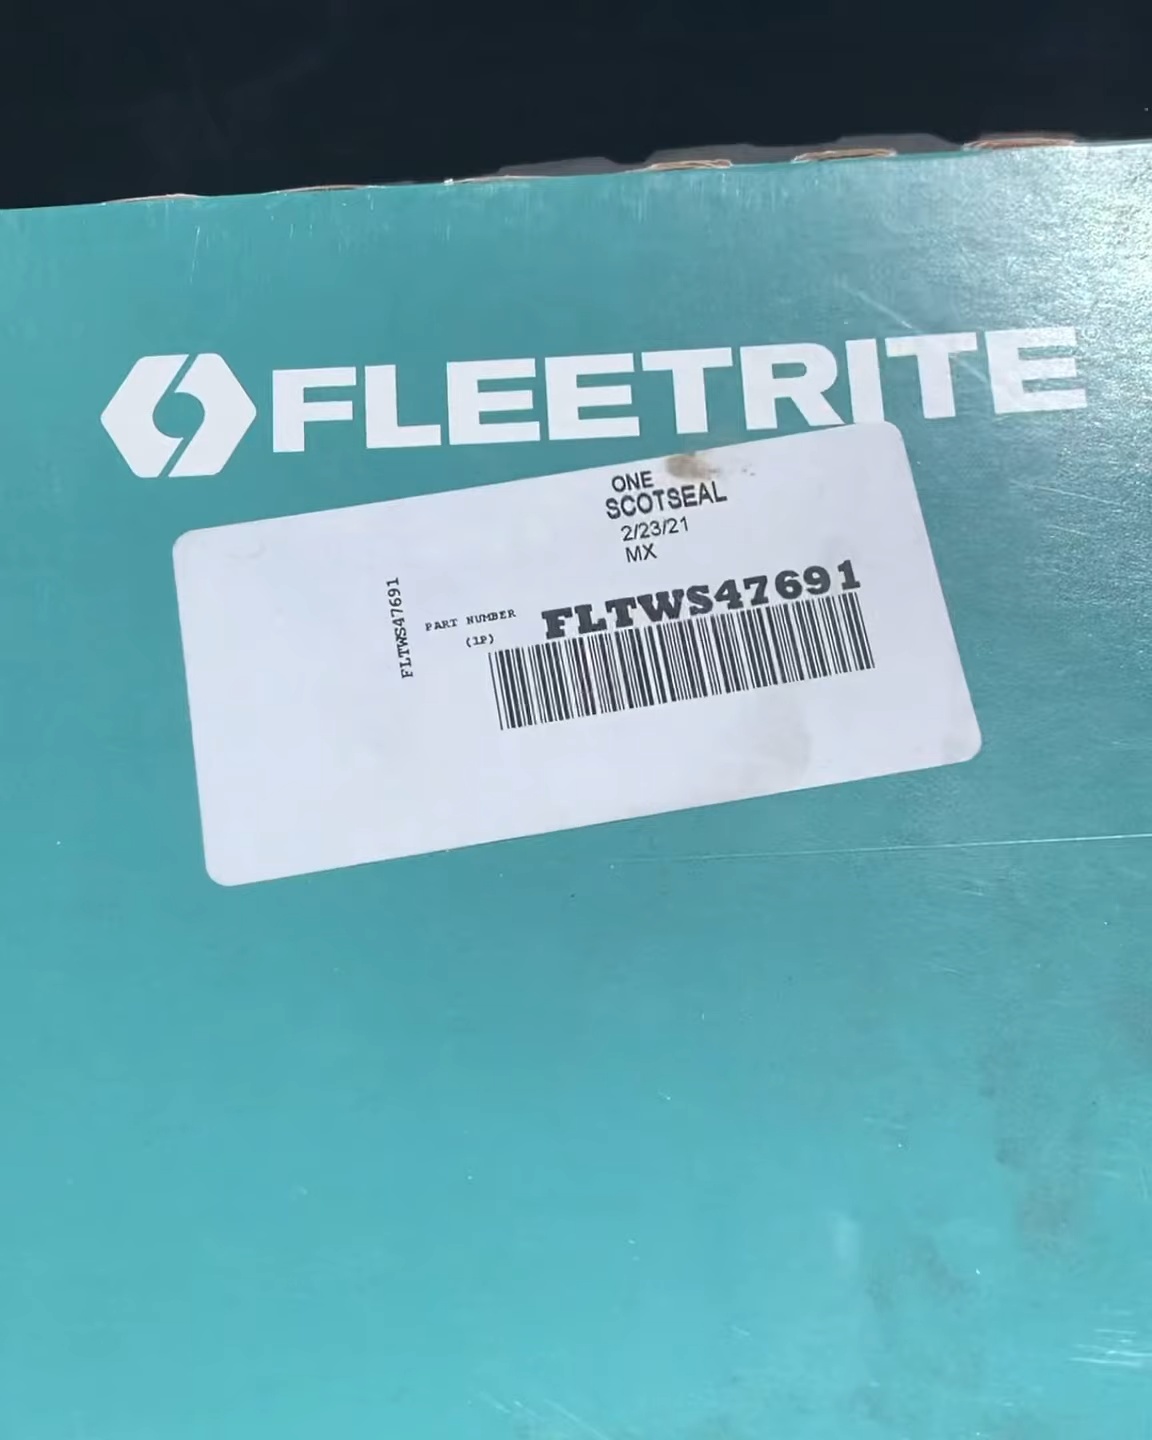 FLEETRITE
ONE
SCOTSEAL
2/23/21
MX
FLTWS47691
PART NUMBER
(1P)
FLTWS47691